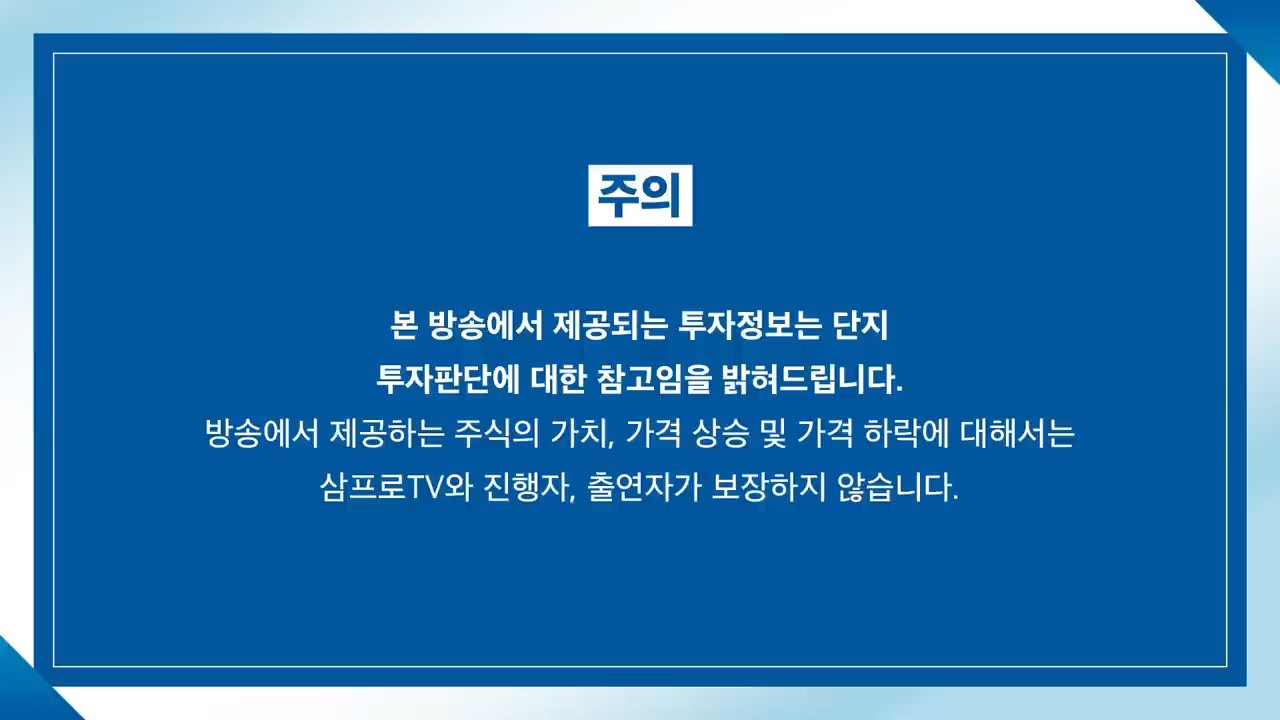 주의
본 방송에서 제공되는 투자정보는 단지
투자판단에 대한 참고임을 밝혀드립니다.
방송에서 제공하는 주식의 가치, 가격 상승 및 가격 하락에 대해서는
삼프로TV와 진행자, 출연자가 보장하지 않습니다.